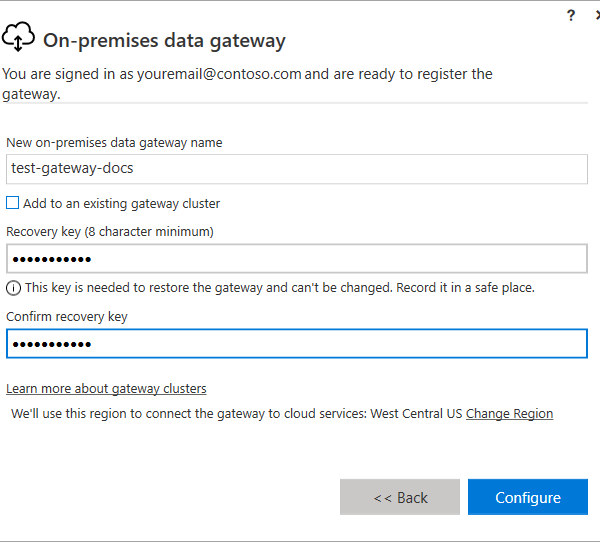 ?
On-premises data gateway
You are signed in as youremail@contoso.com and are ready to register the
gateway.
New on-premises data gateway name
test-gateway-docs
Add to an existing gateway cluster
Recovery key (8 character minimum)
•••••••••••
This key is needed to restore the gateway and can't be changed. Record it in a safe place.
Confirm recovery key
•••••••••••
Learn more about gateway clusters
We'll use this region to connect the gateway to cloud services: West Central US Change Region
<< Back Configure